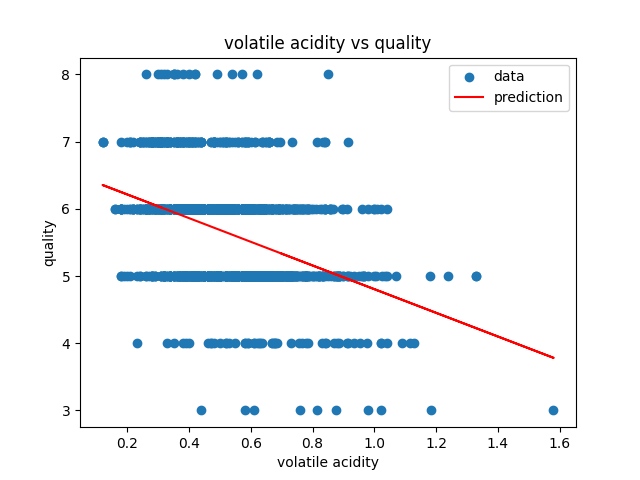 volatile acidity vs quality
data
prediction
quality
8
7
6
5
4
3
0.2 0.4 0.6 0.8 1.0 1.2 1.4 1.6
volatile acidity